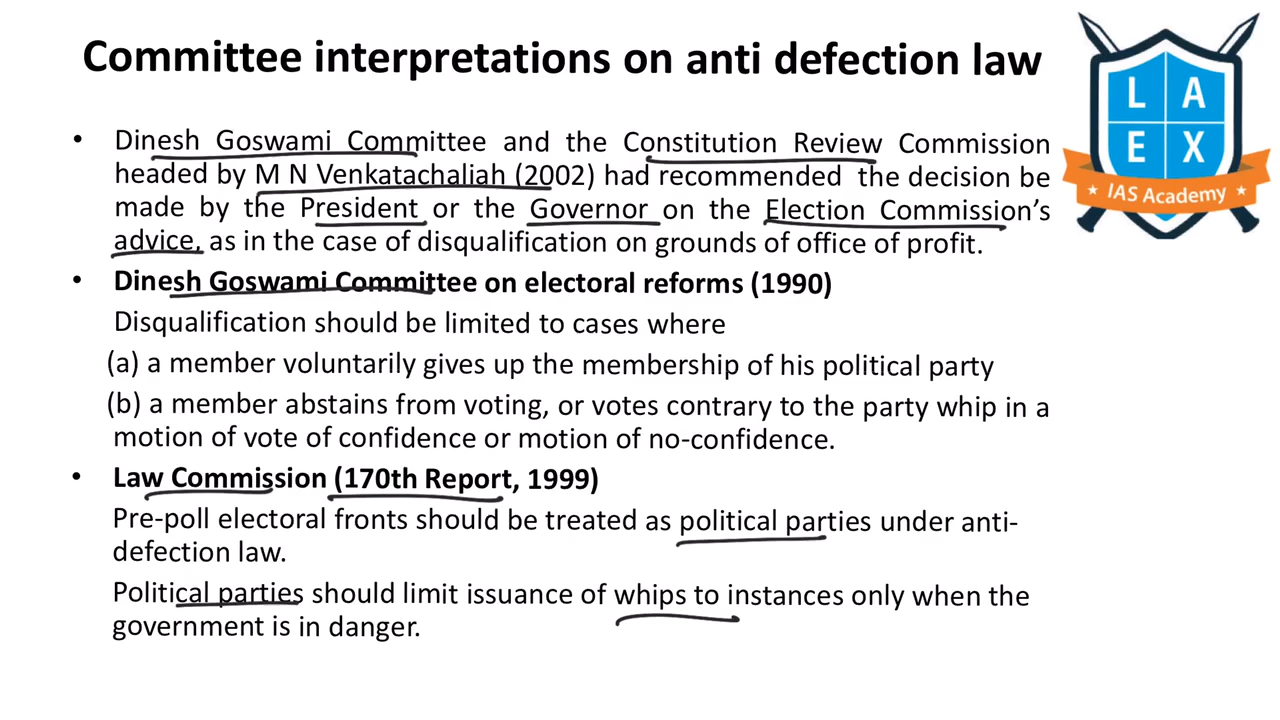 Committee interpretations on anti defection law
L A
E X
IAS Academy
• Dinesh Goswami Committee and the Constitution Review Commission
headed by M N Venkatachaliah (2002) had recommended the decision be
made by the President or the Governor on the Election Commission's
advice, as in the case of disqualification on grounds of office of profit.
• Dinesh Goswami Committee on electoral reforms (1990)
Disqualification should be limited to cases where
(a) a member voluntarily gives up the membership of his political party
(b) a member abstains from voting, or votes contrary to the party whip in a
motion of vote of confidence or motion of no-confidence.
• Law Commission (170th Report, 1999)
Pre-poll electoral fronts should be treated as political parties under anti-
defection law.
Political parties should limit issuance of whips to instances only when the
government is in danger.